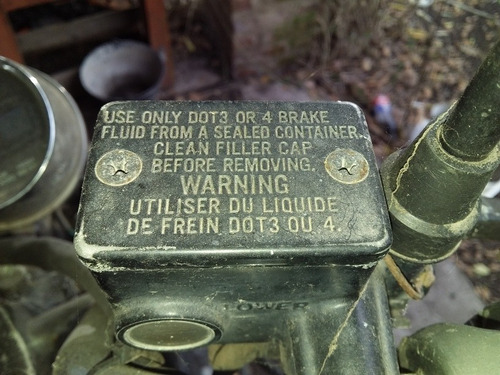 USE ONLY DOT3 OR 4 BRAKE
FLUID FROM A SEALED CONTAINER.
CLEAN FILLER CAP
BEFORE REMOVING.
WARNING
UTILISER DU LIQUIDE
DE FREIN DOT3 OU 4.
LOWER